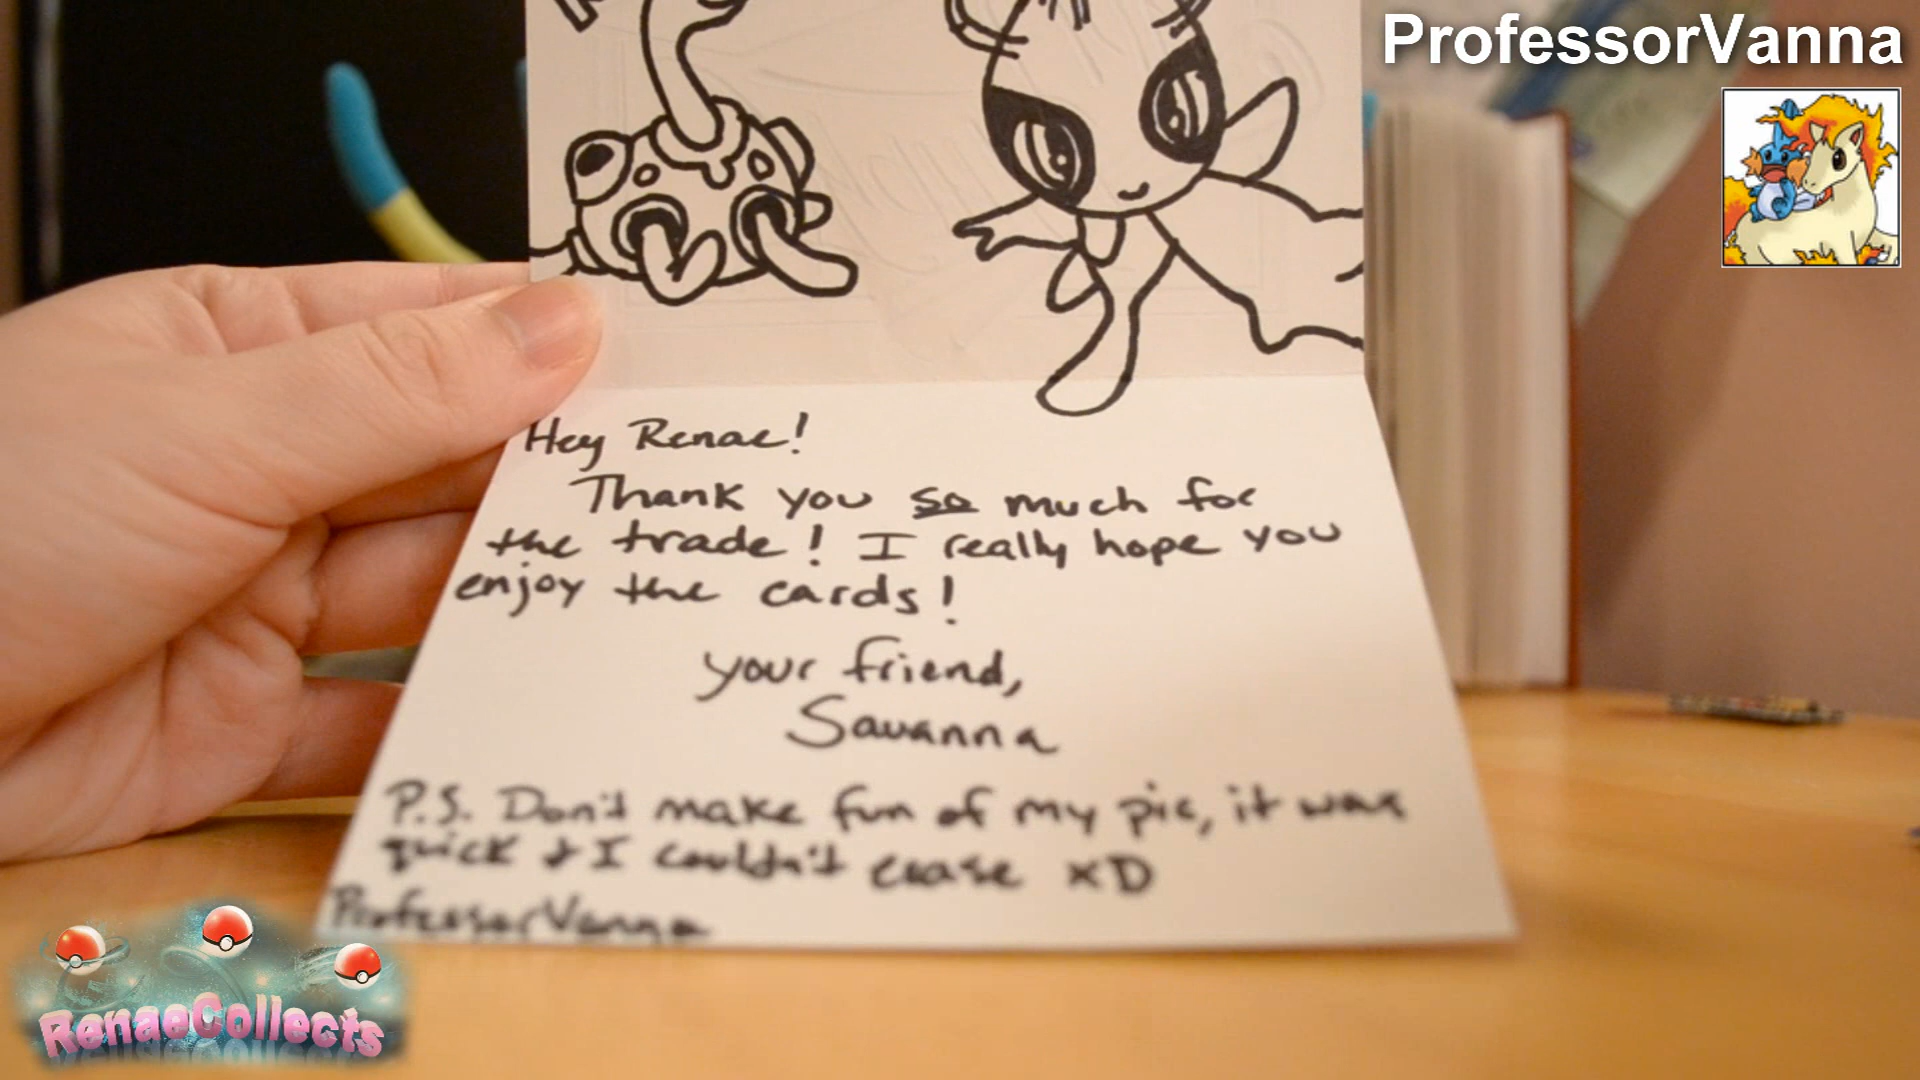 ProfessorVanna
Hey Renae!
Thank you so much for
the trade! I really hope you
enjoy the cards!
your friend,
Savanna
P.S. Don't make fun of my pic, it was
quick & I couldn't erase XD
ProfessorVanna
RenaeCollects